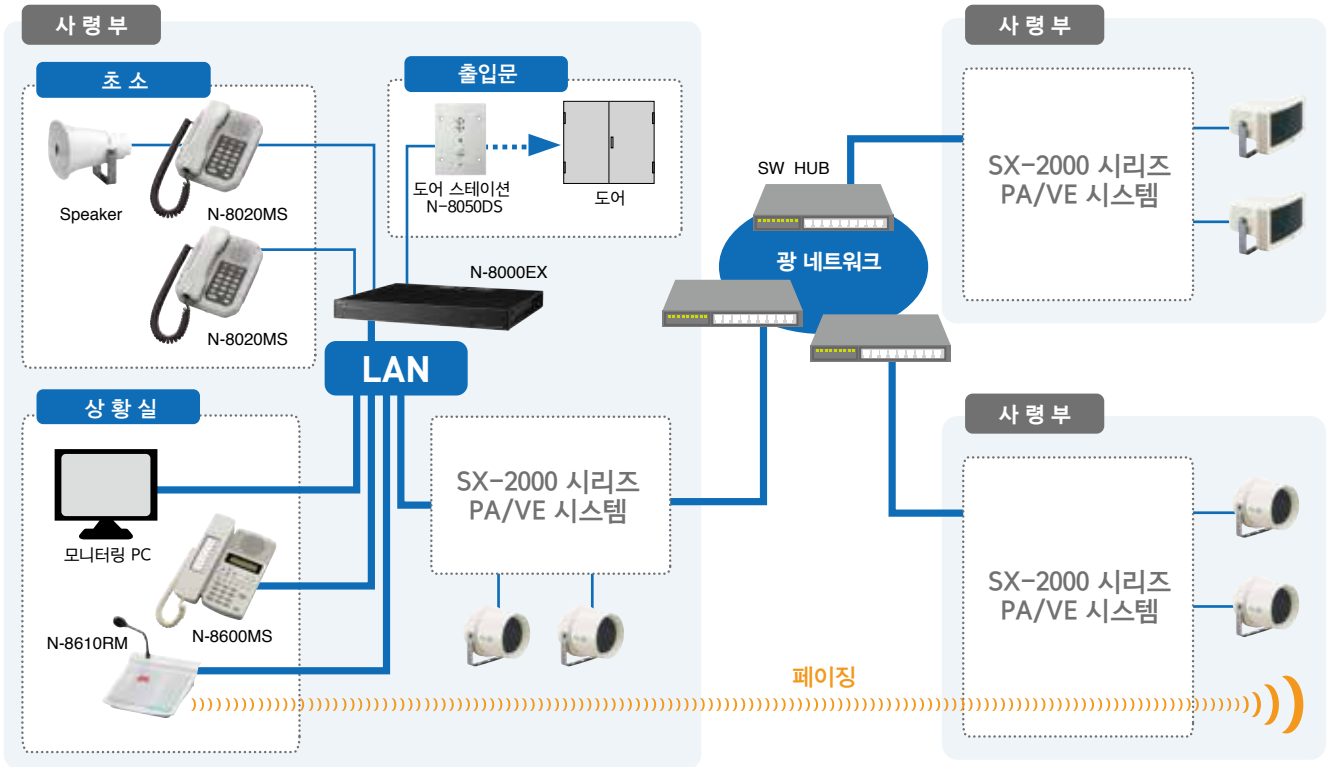 사 령 부
초 소
Speaker
N-8020MS
N-8020MS
출입문
도어 스테이션
N-8050DS
도어
N-8000EX
LAN
상 황 실
모니터링 PC
N-8600MS
N-8610RM
SX-2000 시리즈
PA/VE 시스템
SW HUB
광 네트워크
사 령 부
SX-2000 시리즈
PA/VE 시스템
사 령 부
SX-2000 시리즈
PA/VE 시스템
페이징